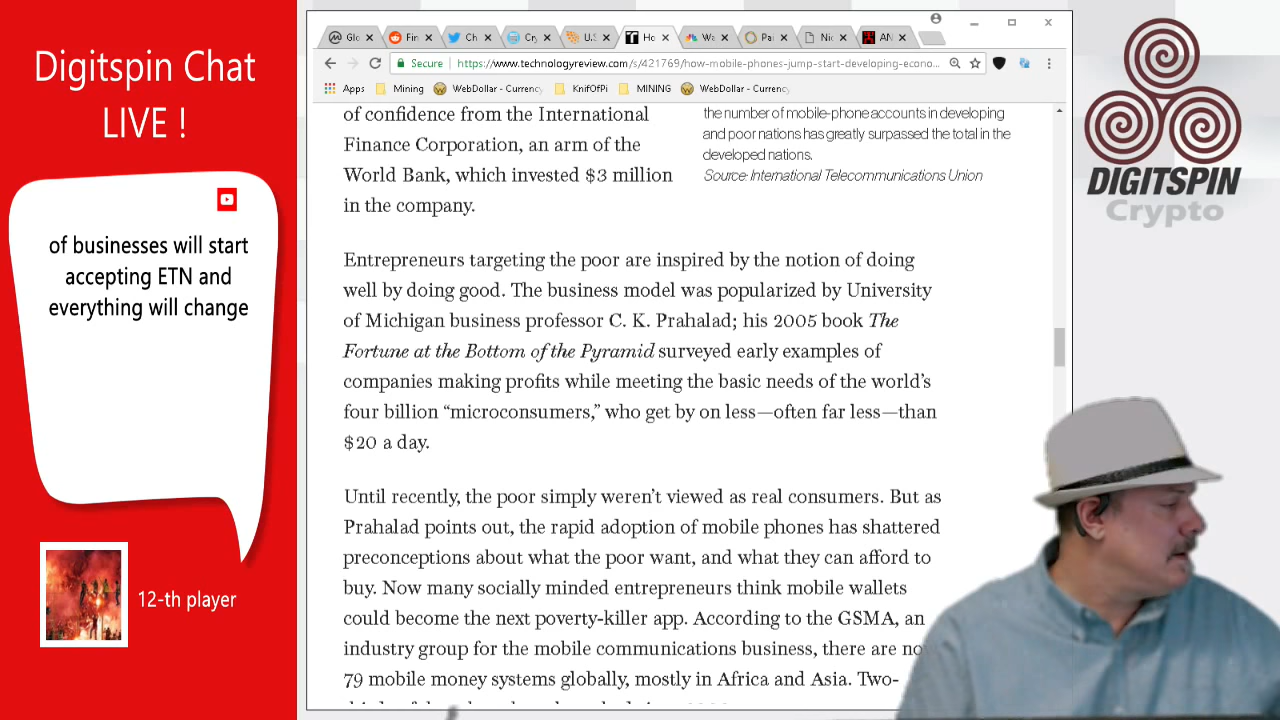 Digitspin Chat
LIVE !
of businesses will start
accepting ETN and
everything will change
12-th player
Glo
Fin
Ch
Cry
U.S
Ho
Wa
Pai
Nic
Secure
https://www.technologyreview.com/s/421769/how-mobile-phones-jump-start-developing-econo...
Apps
Mining
WebDollar - Currency
KnifOfPi
MINING
WebDollar - Currency
of confidence from the International
Finance Corporation, an arm of the
World Bank, which invested $3 million
in the company.
the number of mobile-phone accounts in developing
and poor nations has greatly surpassed the total in the
developed nations.
Source: International Telecommunications Union
Entrepreneurs targeting the poor are inspired by the notion of doing
well by doing good. The business model was popularized by University
of Michigan business professor C. K. Prahalad; his 2005 book The
Fortune at the Bottom of the Pyramid surveyed early examples of
companies making profits while meeting the basic needs of the world’s
four billion “microconsumers,” who get by on less—often far less—than
$20 a day.
Until recently, the poor simply weren’t viewed as real consumers. But as
Prahalad points out, the rapid adoption of mobile phones has shattered
preconceptions about what the poor want, and what they can afford to
buy. Now many socially minded entrepreneurs think mobile wallets
could become the next poverty-killer app. According to the GSMA, an
industry group for the mobile communications business, there are no
79 mobile money systems globally, mostly in Africa and Asia. Two-
DIGITSPIN
Crypto